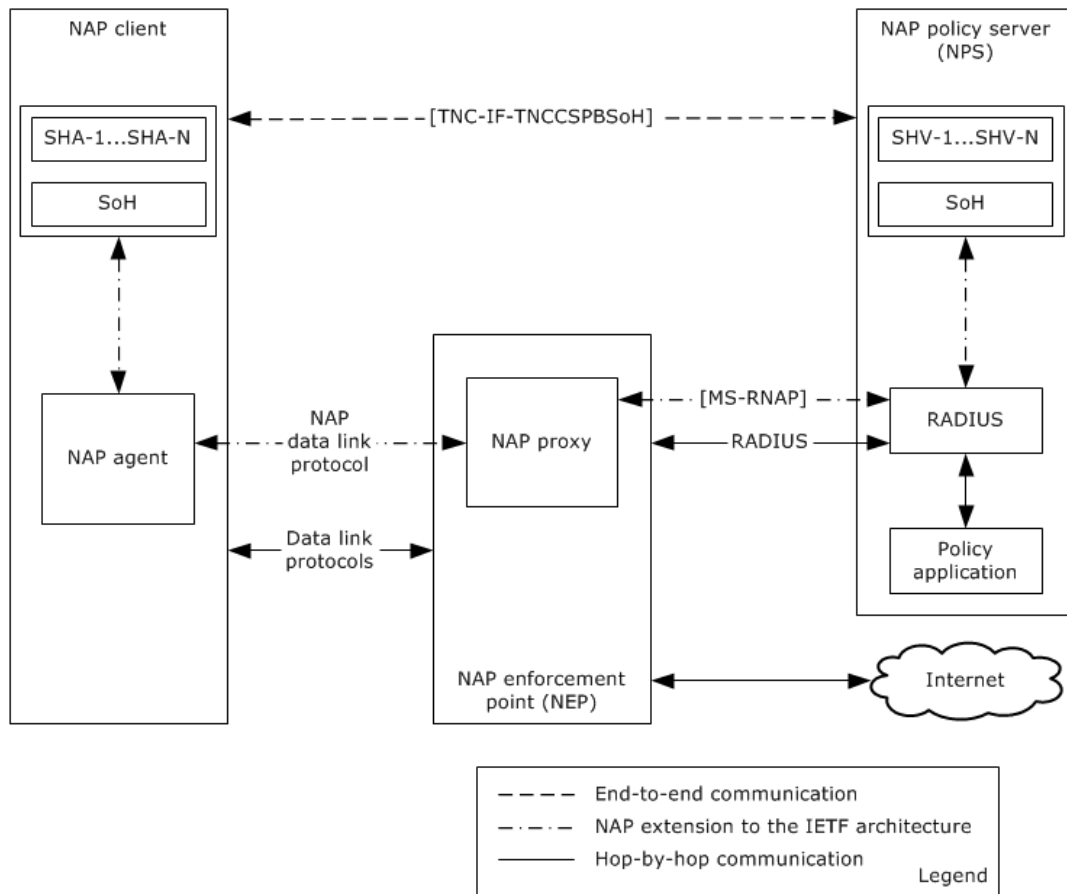 NAP client
NAP policy server
(NPS)
[TNC-IF-TNCCSPBSoH]
SHA-1...SHA-N
SoH
SHV-1...SHV-N
SoH
NAP agent
NAP
data link
protocol
NAP proxy
[MS-RNAP]
RADIUS
RADIUS
Data link
protocols
Policy
application
NAP enforcement
point (NEP)
Internet
End-to-end communication
NAP extension to the IETF architecture
Hop-by-hop communication
Legend